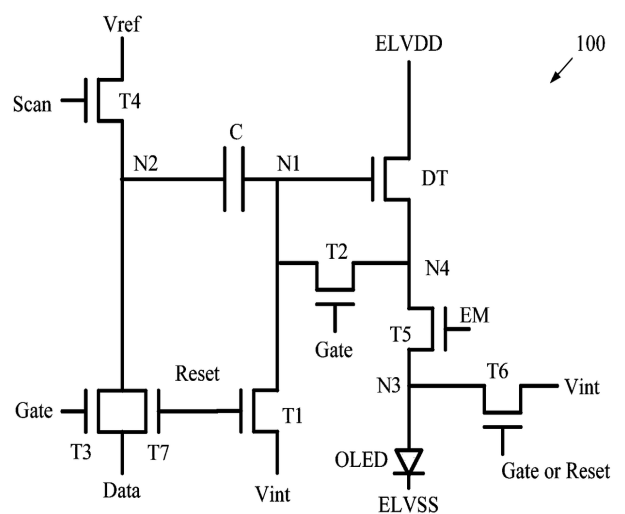 Vref
ELVDD
100
Scan
T4
C
N2
N1
DT
T2
N4
EM
T5
Gate
T6
N3
Vint
Reset
Gate
T1
T3
T7
OLED
Gate or Reset
Data
Vint
ELVSS